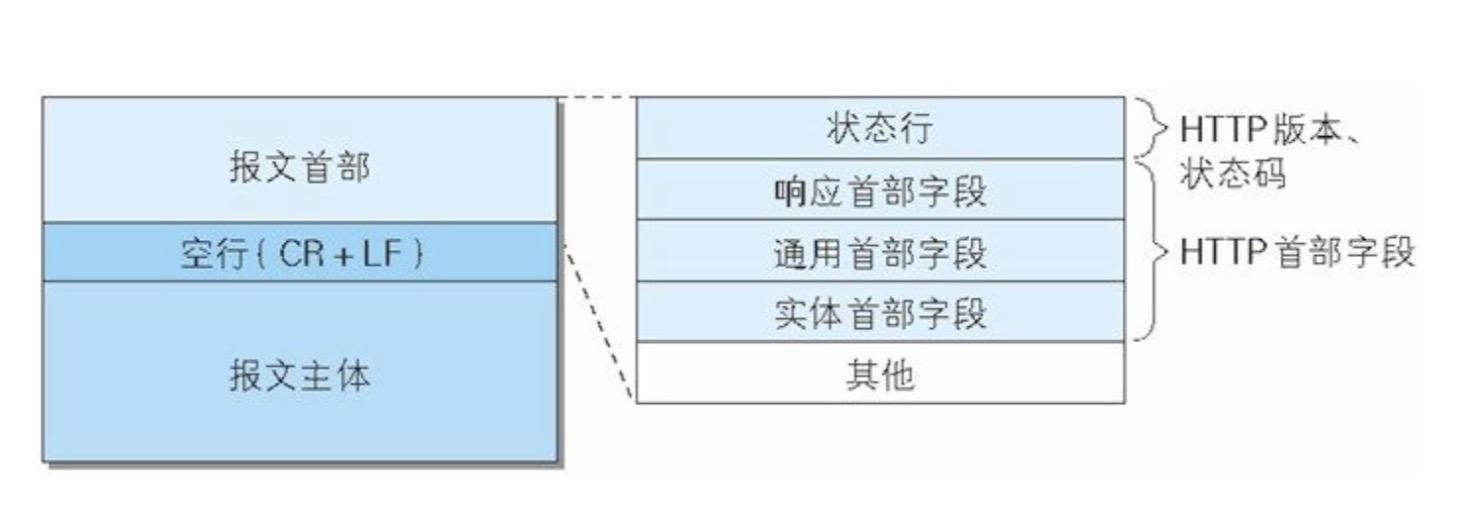 报文首部
空行(CR+LF)
报文主体
状态行
响应首部字段
通用首部字段
实体首部字段
其他
HTTP版本、
状态码
HTTP首部字段